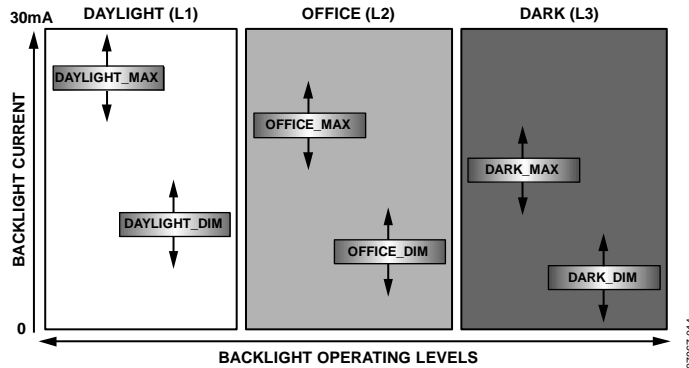 30mA
DAYLIGHT (L1)
OFFICE (L2)
DARK (L3)
BACKLIGHT CURRENT
DAYLIGHT_MAX
OFFICE_MAX
DARK_MAX
DAYLIGHT_DIM
OFFICE_DIM
DARK_DIM
0
BACKLIGHT OPERATING LEVELS